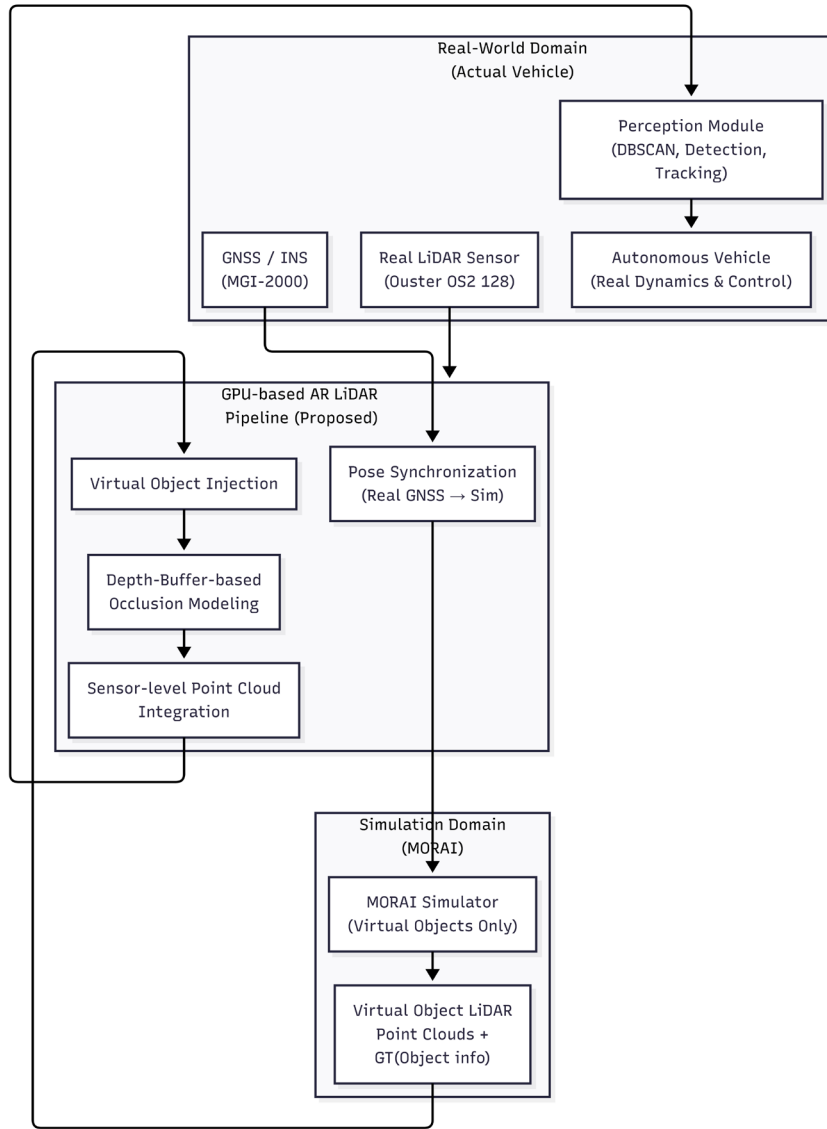 Real-World Domain
(Actual Vehicle)
Perception Module
(DBSCAN, Detection,
Tracking)
GNSS / INS
(MGI-2000)
Real LiDAR Sensor
(Ouster OS2 128)
Autonomous Vehicle
(Real Dynamics & Control)
GPU-based AR LiDAR
Pipeline (Proposed)
Virtual Object Injection
Pose Synchronization
(Real GNSS → Sim)
Depth-Buffer-based
Occlusion Modeling
Sensor-level Point Cloud
Integration
Simulation Domain
(MORAI)
MORAI Simulator
(Virtual Objects Only)
Virtual Object LiDAR
Point Clouds +
GT(Object info)